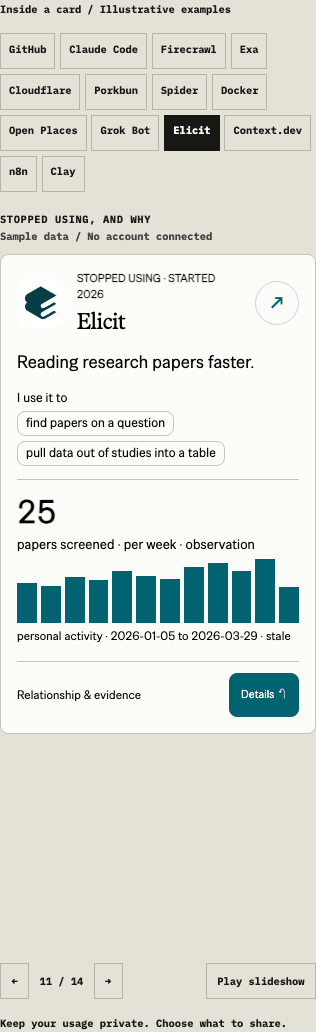 Inside a card / Illustrative examples
GitHub Claude Code Firecrawl Exa
Cloudflare Porkbun Spider Docker
Open Places Grok Bot Elicit Context.dev
n8n Clay
STOPPED USING, AND WHY
Sample data / No account connected
STOPPED USING · STARTED
2026
Elicit
↗
Reading research papers faster.
I use it to
find papers on a question
pull data out of studies into a table
25
papers screened · per week · observation
personal activity · 2026-01-05 to 2026-03-29 · stale
Relationship & evidence
Details
← 11 / 14 → Play slideshow
Keep your usage private. Choose what to share.